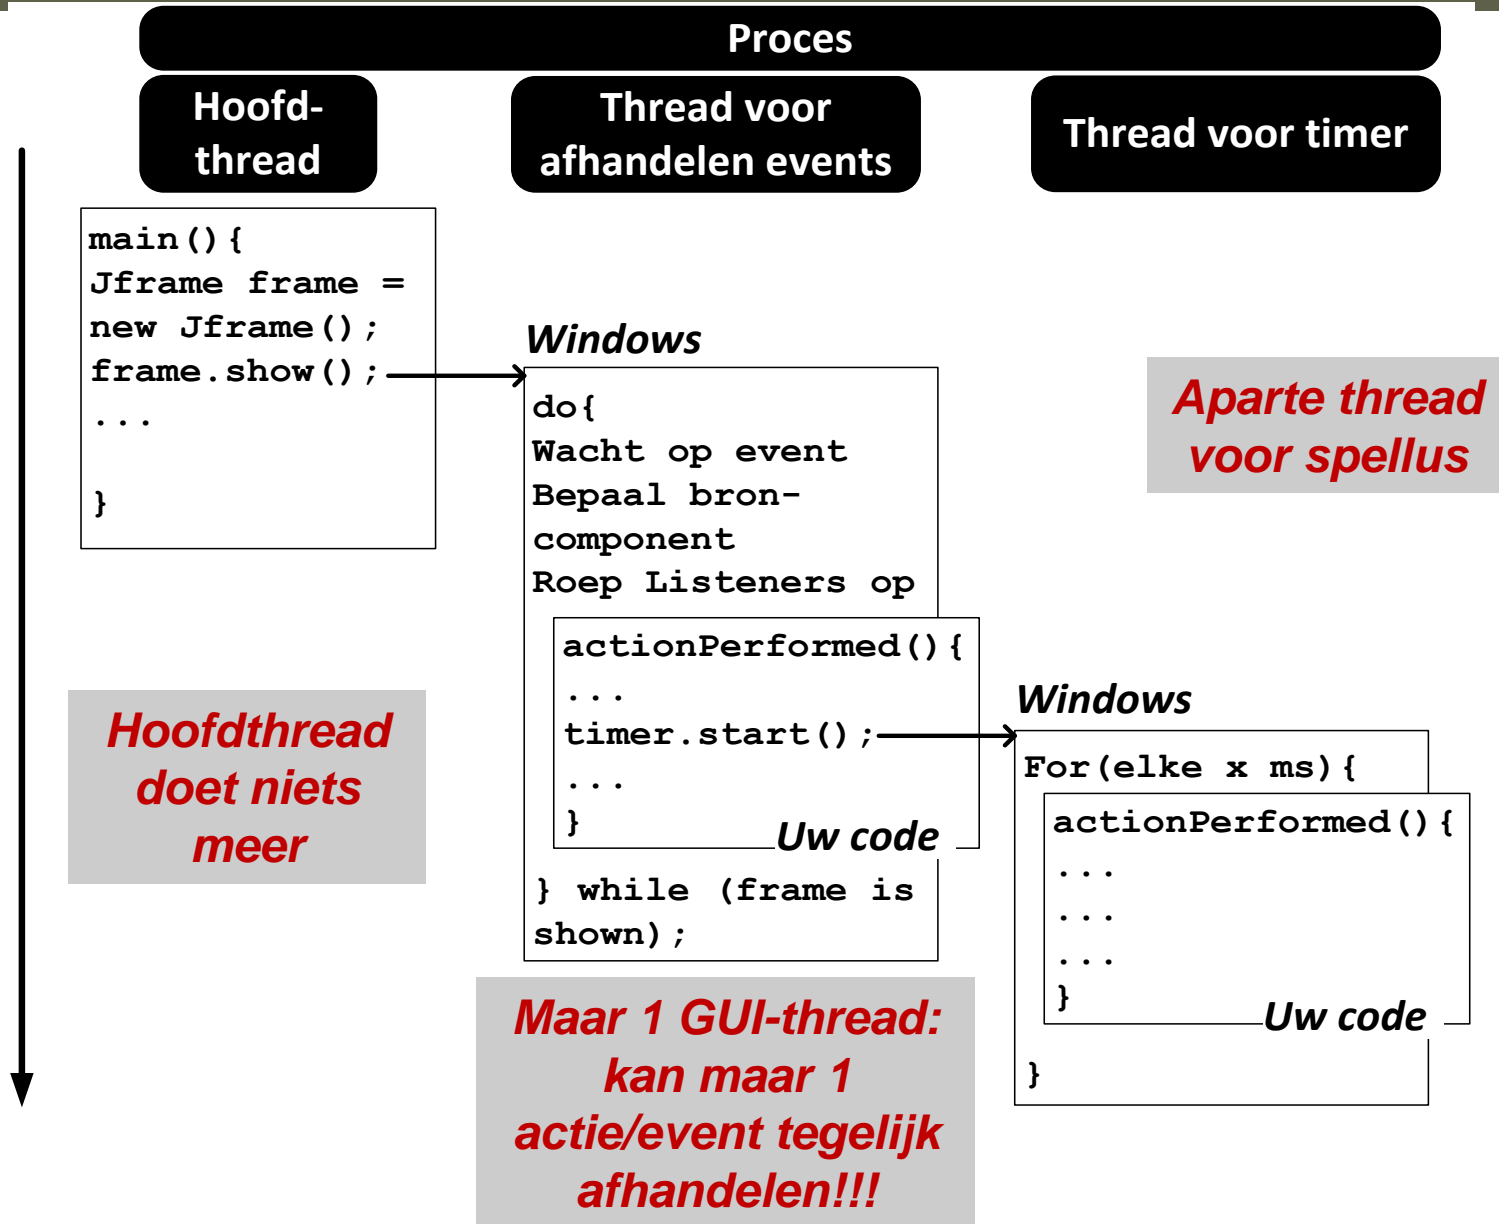 Proces
Hoofd-
thread
Thread voor
afhandelen events
Thread voor timer
main(){
Jframe frame =
new Jframe();
frame.show();
...
}
Windows
do{
Wacht op event
Bepaal bron-
component
Roep Listeners op
actionPerformed(){
...
timer.start();
...
}
Uw code
} while (frame is
shown);
Aparte thread
voor spellus
Windows
For(elke x ms){
actionPerformed(){
...
...
...
}
Uw code
}
Hoofdthread
doet niets
meer
Maar 1 GUI-thread:
kan maar 1
actie/event tegelijk
afhandelen!!!